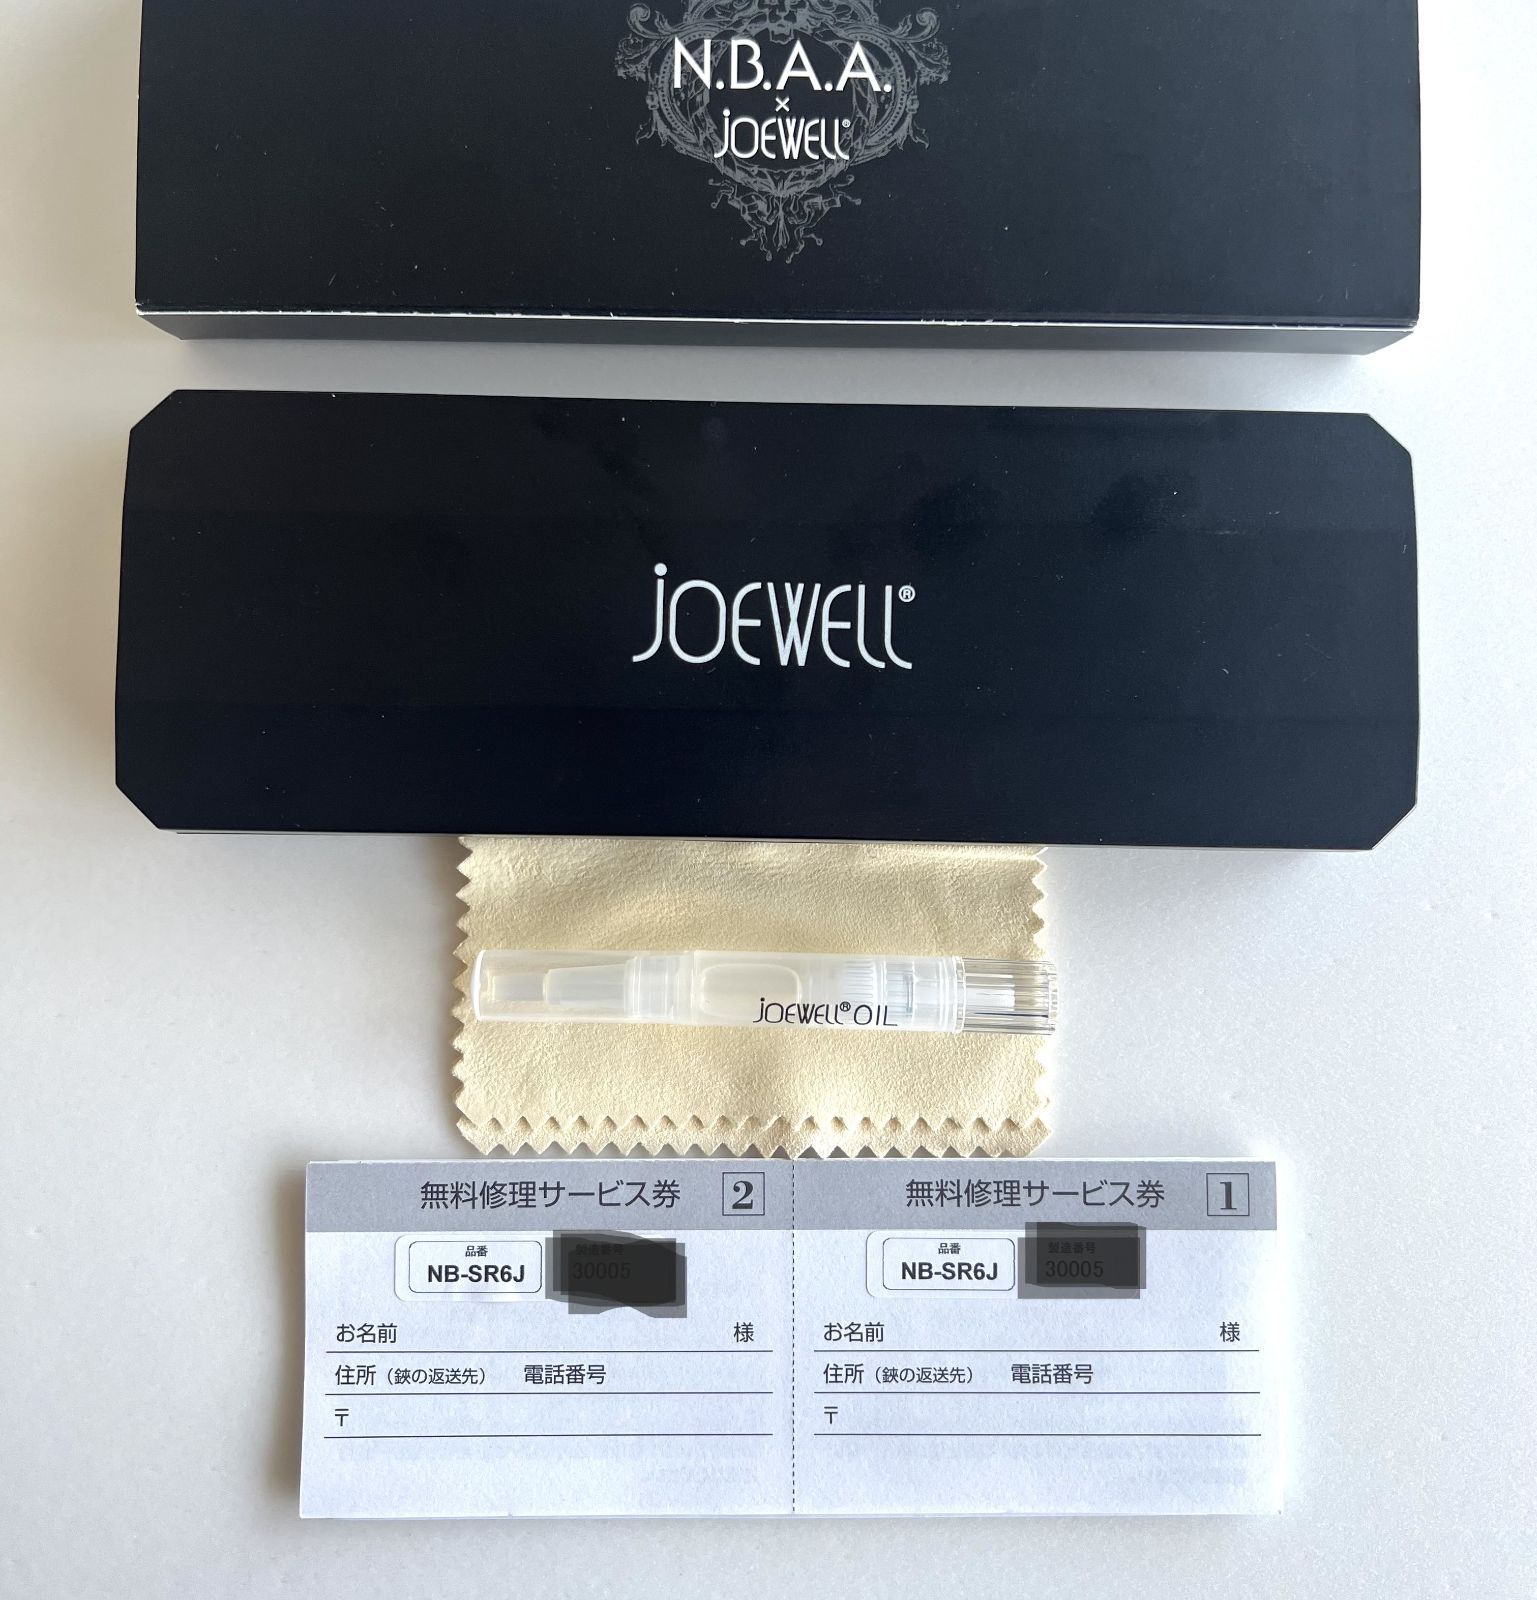 N.B.A.A.
×
JOEWELL®
JOEWELL®
JOEWELL® OIL
無料修理サービス券 2
品番
NB-SR6J
製造番号
30005
お名前 様
住所（鋏の返送先） 電話番号
〒
無料修理サービス券 1
品番
NB-SR6J
製造番号
30005
お名前 様
住所（鋏の返送先） 電話番号
〒